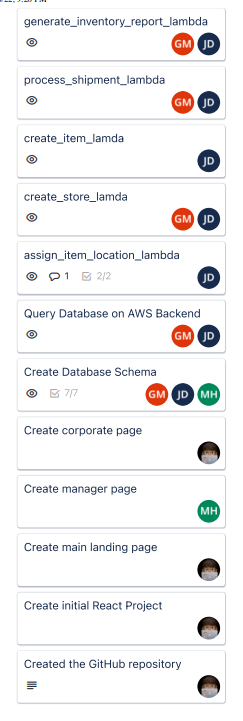 generate_inventory_report_lambda
GM JD
process_shipment_lambda
GM JD
create_item_lamda
JD
create_store_lamda
GM JD
assign_item_location_lambda
1 2/2 JD
Query Database on AWS Backend
GM JD
Create Database Schema
7/7 GM JD MH
Create corporate page
Create manager page
MH
Create main landing page
Create initial React Project
Created the GitHub repository